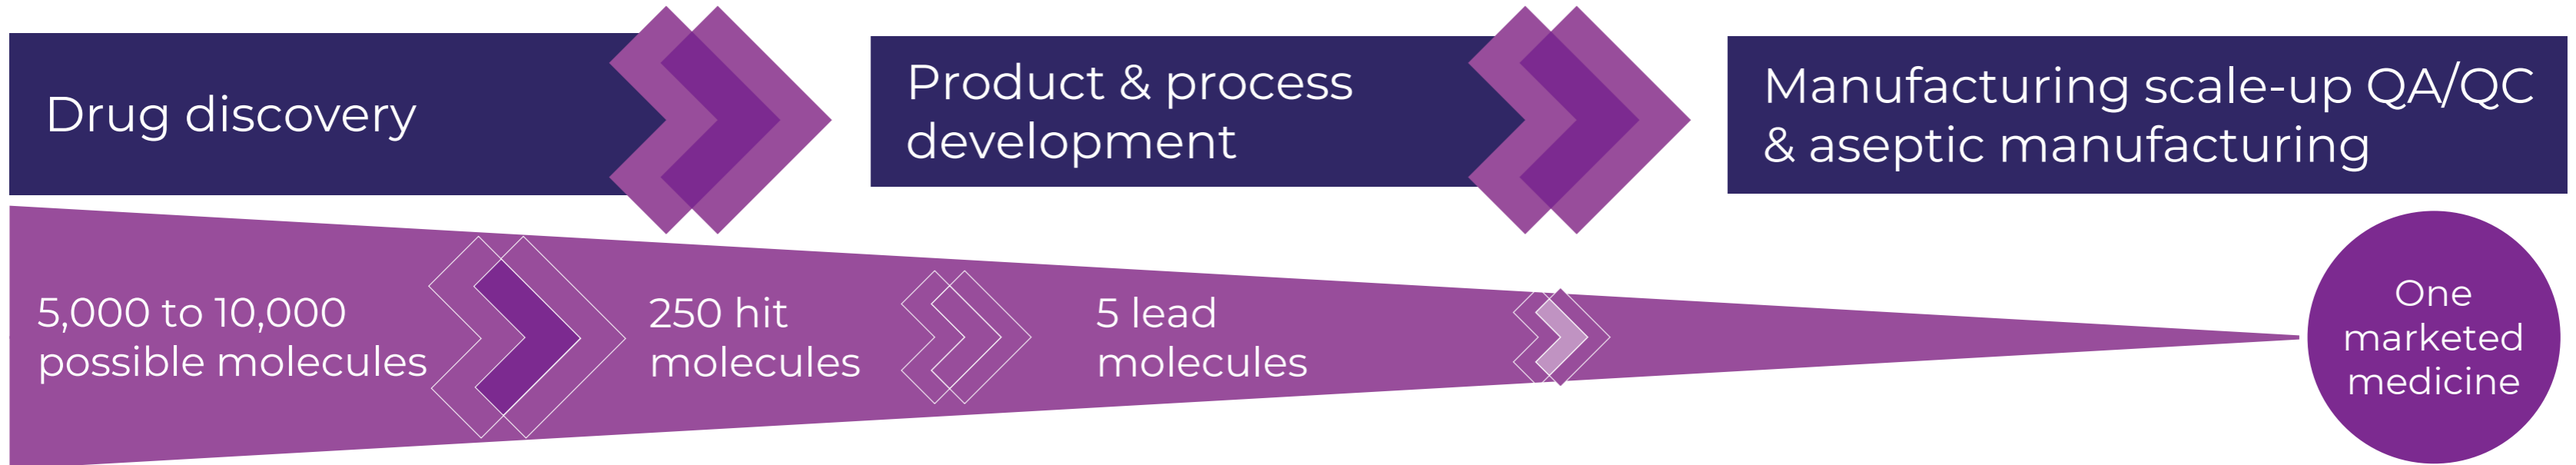 Drug discovery
Product & process
development
Manufacturing scale-up QA/QC
& aseptic manufacturing
5,000 to 10,000
possible molecules
250 hit
molecules
5 lead
molecules
One
marketed
medicine